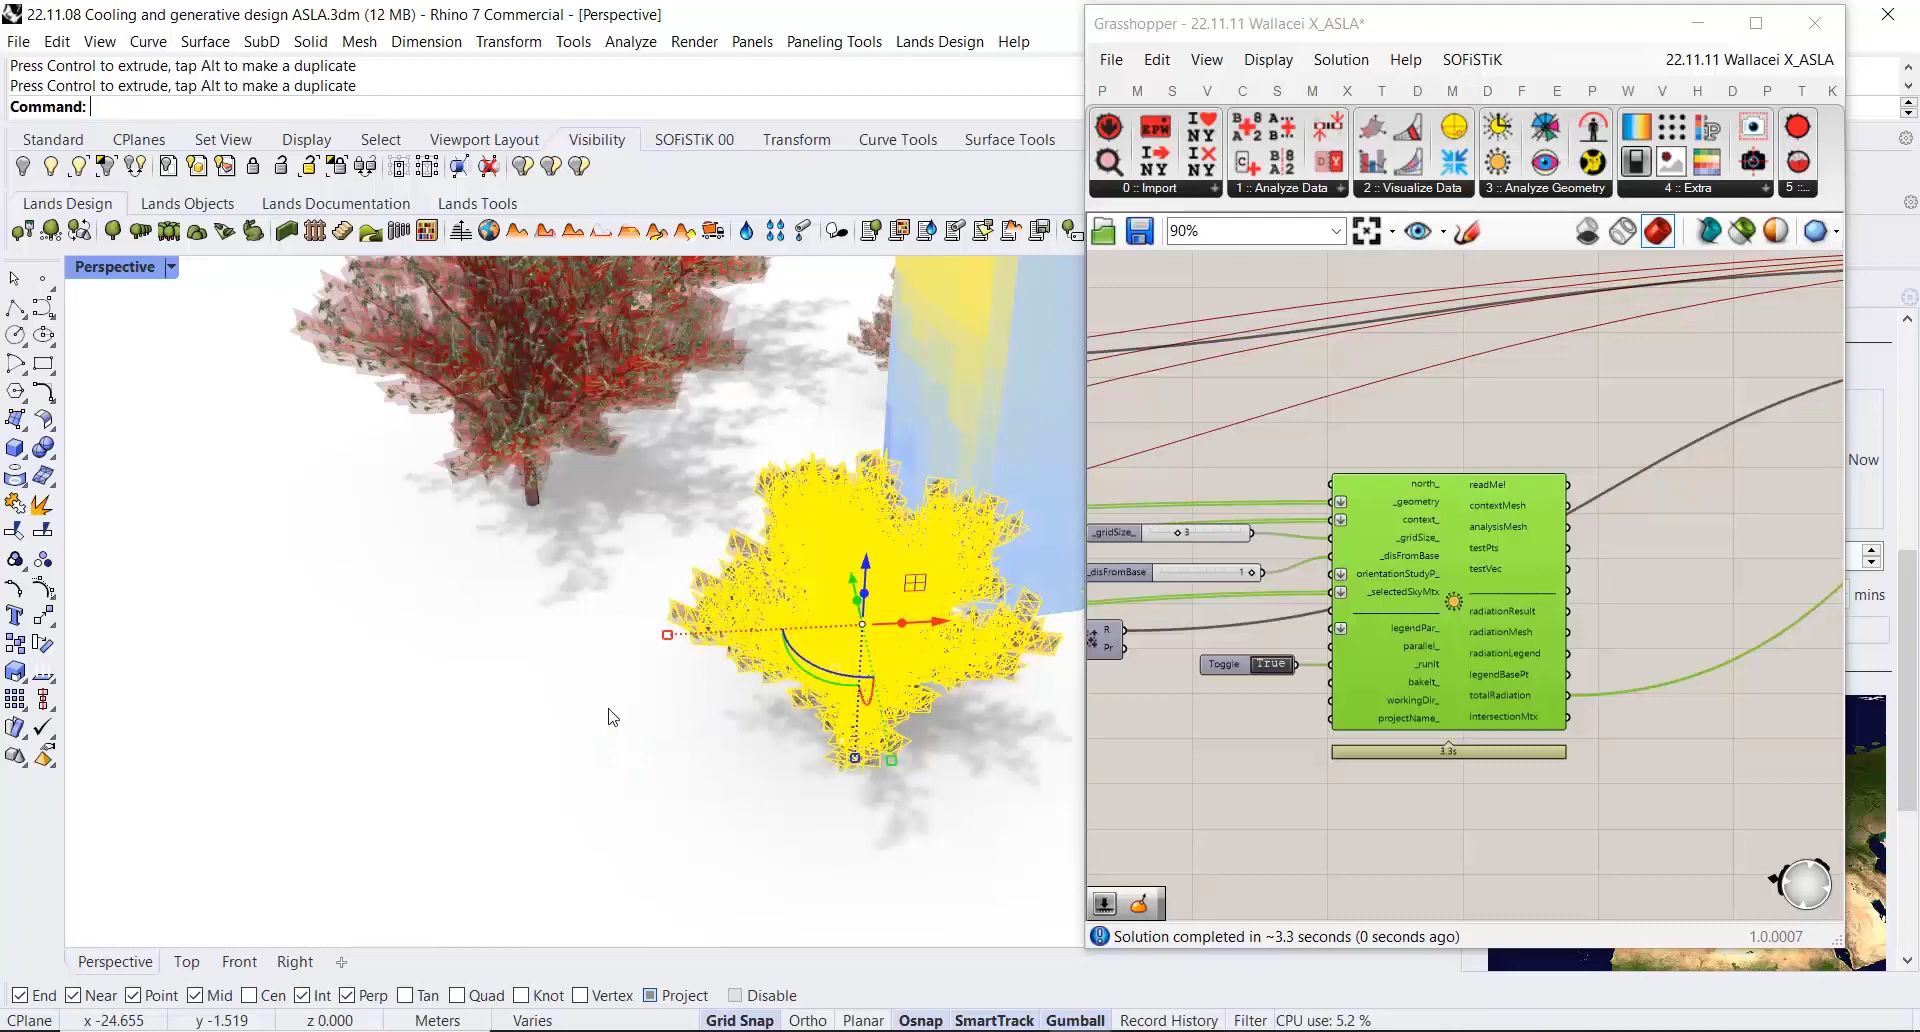 22.11.08 Cooling and generative design ASLA.3dm (12 MB) - Rhino 7 Commercial - [Perspective]
File Edit View Curve Surface SubD Solid Mesh Dimension Transform Tools Analyze Render Panels Paneling Tools Lands Design Help
Press Control to extrude, tap Alt to make a duplicate
Press Control to extrude, tap Alt to make a duplicate
Command:
Standard CPlanes Set View Display Select Viewport Layout Visibility SOFiSTiK 00 Transform Curve Tools Surface Tools
Lands Design Lands Objects Lands Documentation Lands Tools
Perspective
Grasshopper - 22.11.11 Wallacei X_ASLA*
File Edit View Display Solution Help SOFiSTiK 22.11.11 Wallacei X_ASLA
P M S V C S M X T D M D F E P W V H D P T K
0 :: Import 1 :: Analyze Data 2 :: Visualize Data 3 :: Analyze Geometry 4 :: Extra 5 ::...
90%
_gridSize_ 3
_disFromBase 1
R
Pr
Toggle True
north_
_geometry
context_
_gridSize_
_disFromBase
orientationStudyP_
_selectedSkyMtx
legendPar_
parallel_
_runIt
bakeIt_
workingDir_
projectName_
readMe!
contextMesh
analysisMesh
testPts
testVec
radiationResult
radiationMesh
radiationLegend
legendBasePt
totalRadiation
intersectionMtx
3.3s
Solution completed in ~3.3 seconds (0 seconds ago) 1.0.0007
Now
mins
Perspective Top Front Right
End Near Point Mid Cen Int Perp Tan Quad Knot Vertex Project Disable
CPlane x -24.655 y -1.519 z 0.000 Meters Varies Grid Snap Ortho Planar Osnap SmartTrack Gumball Record History Filter CPU use: 5.2 %